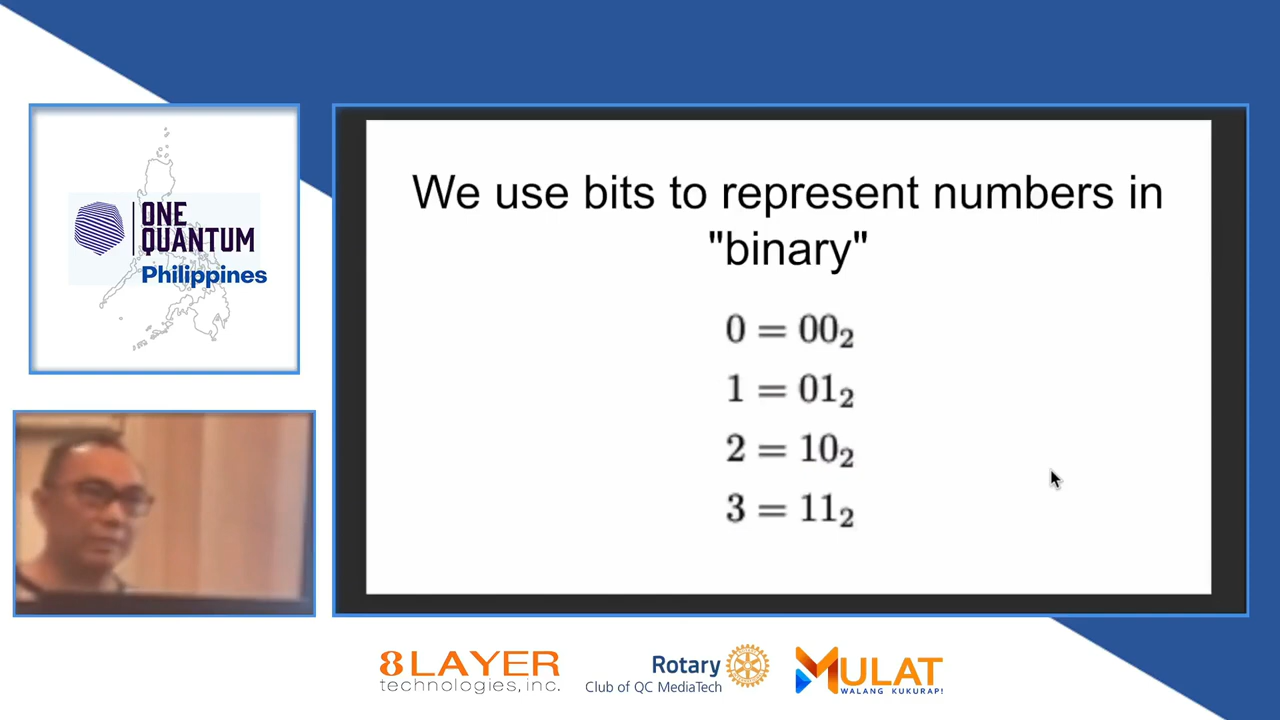 ONE
QUANTUM
Philippines
We use bits to represent numbers in
"binary"
0 = 00₂
1 = 01₂
2 = 10₂
3 = 11₂
8LAYER
technologies, inc.
Rotary
Club of QC MediaTech
MULAT
WALANG KUKURAP!